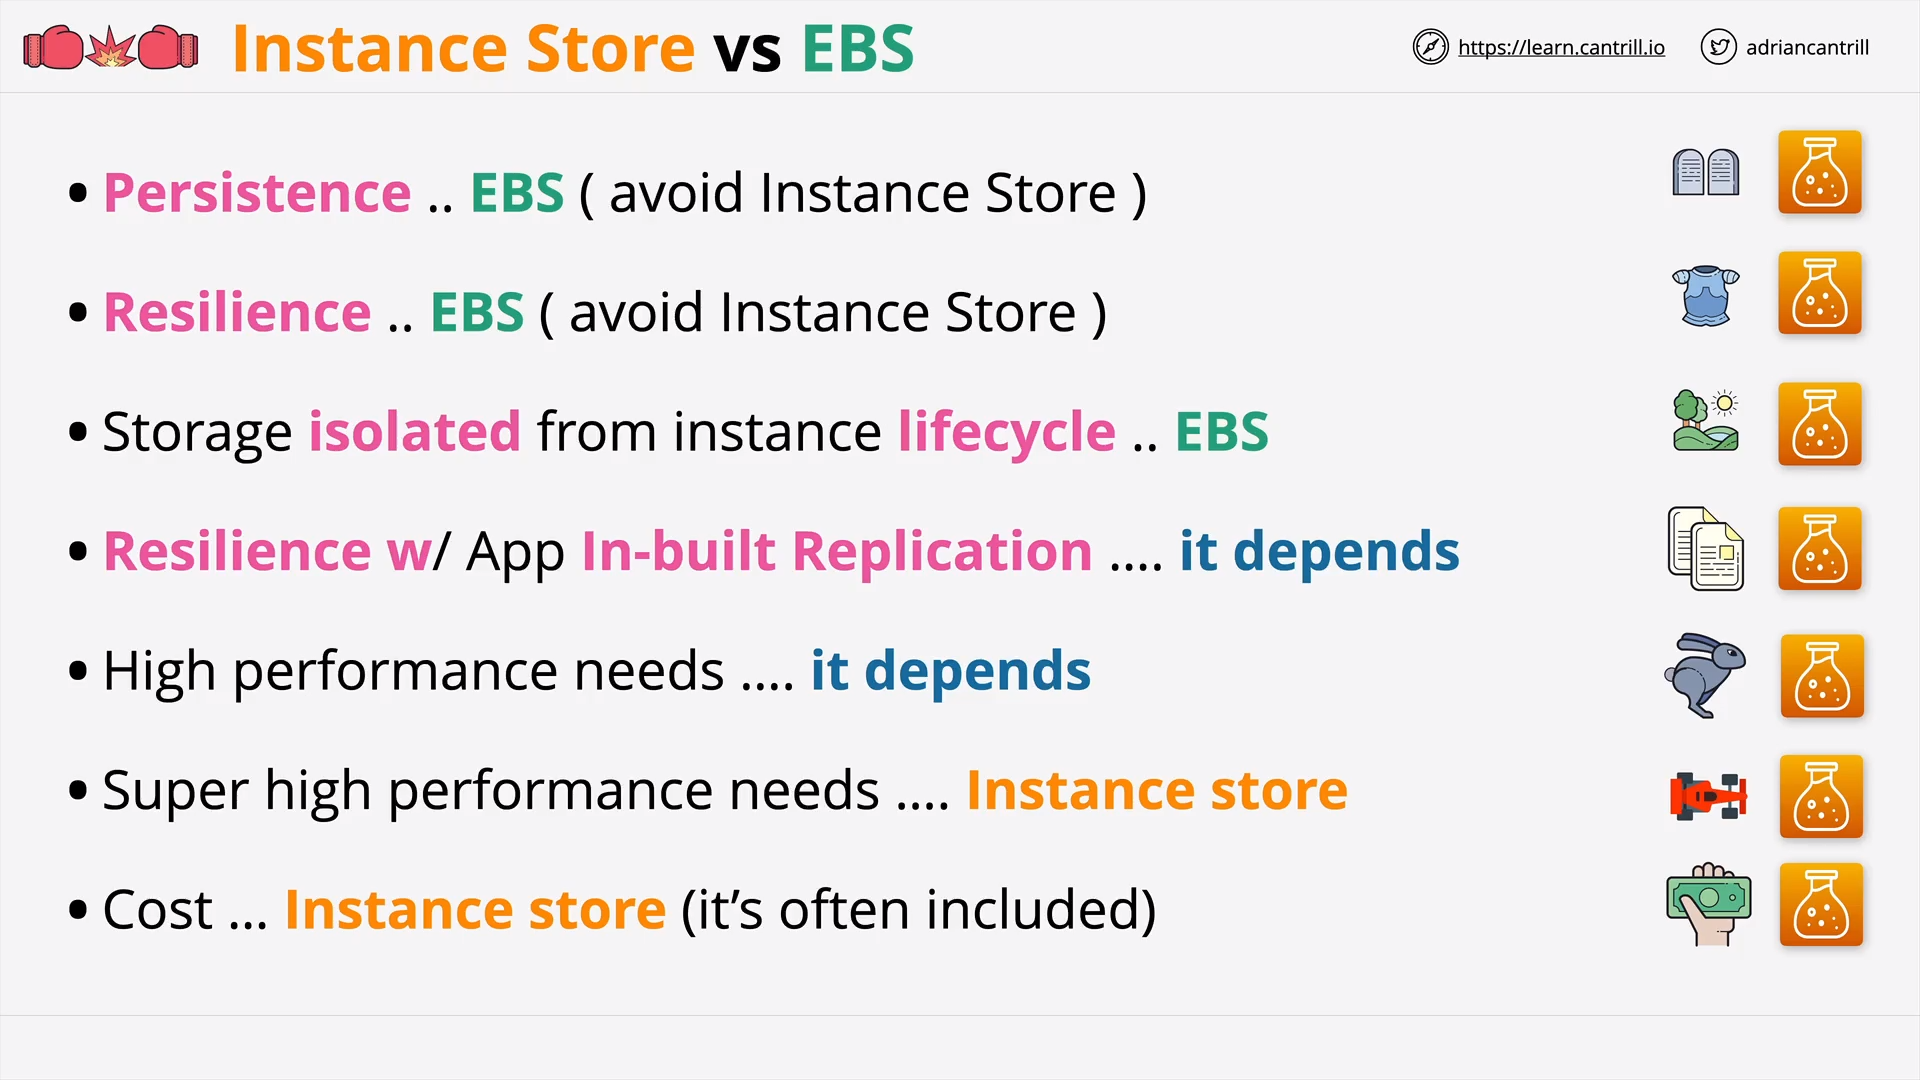 Instance Store vs EBS
https://learn.cantrill.io
adriancantrill
• Persistence .. EBS ( avoid Instance Store )
• Resilience .. EBS ( avoid Instance Store )
• Storage isolated from instance lifecycle .. EBS
• Resilience w/ App In-built Replication .... it depends
• High performance needs .... it depends
• Super high performance needs .... Instance store
• Cost ... Instance store (it’s often included)